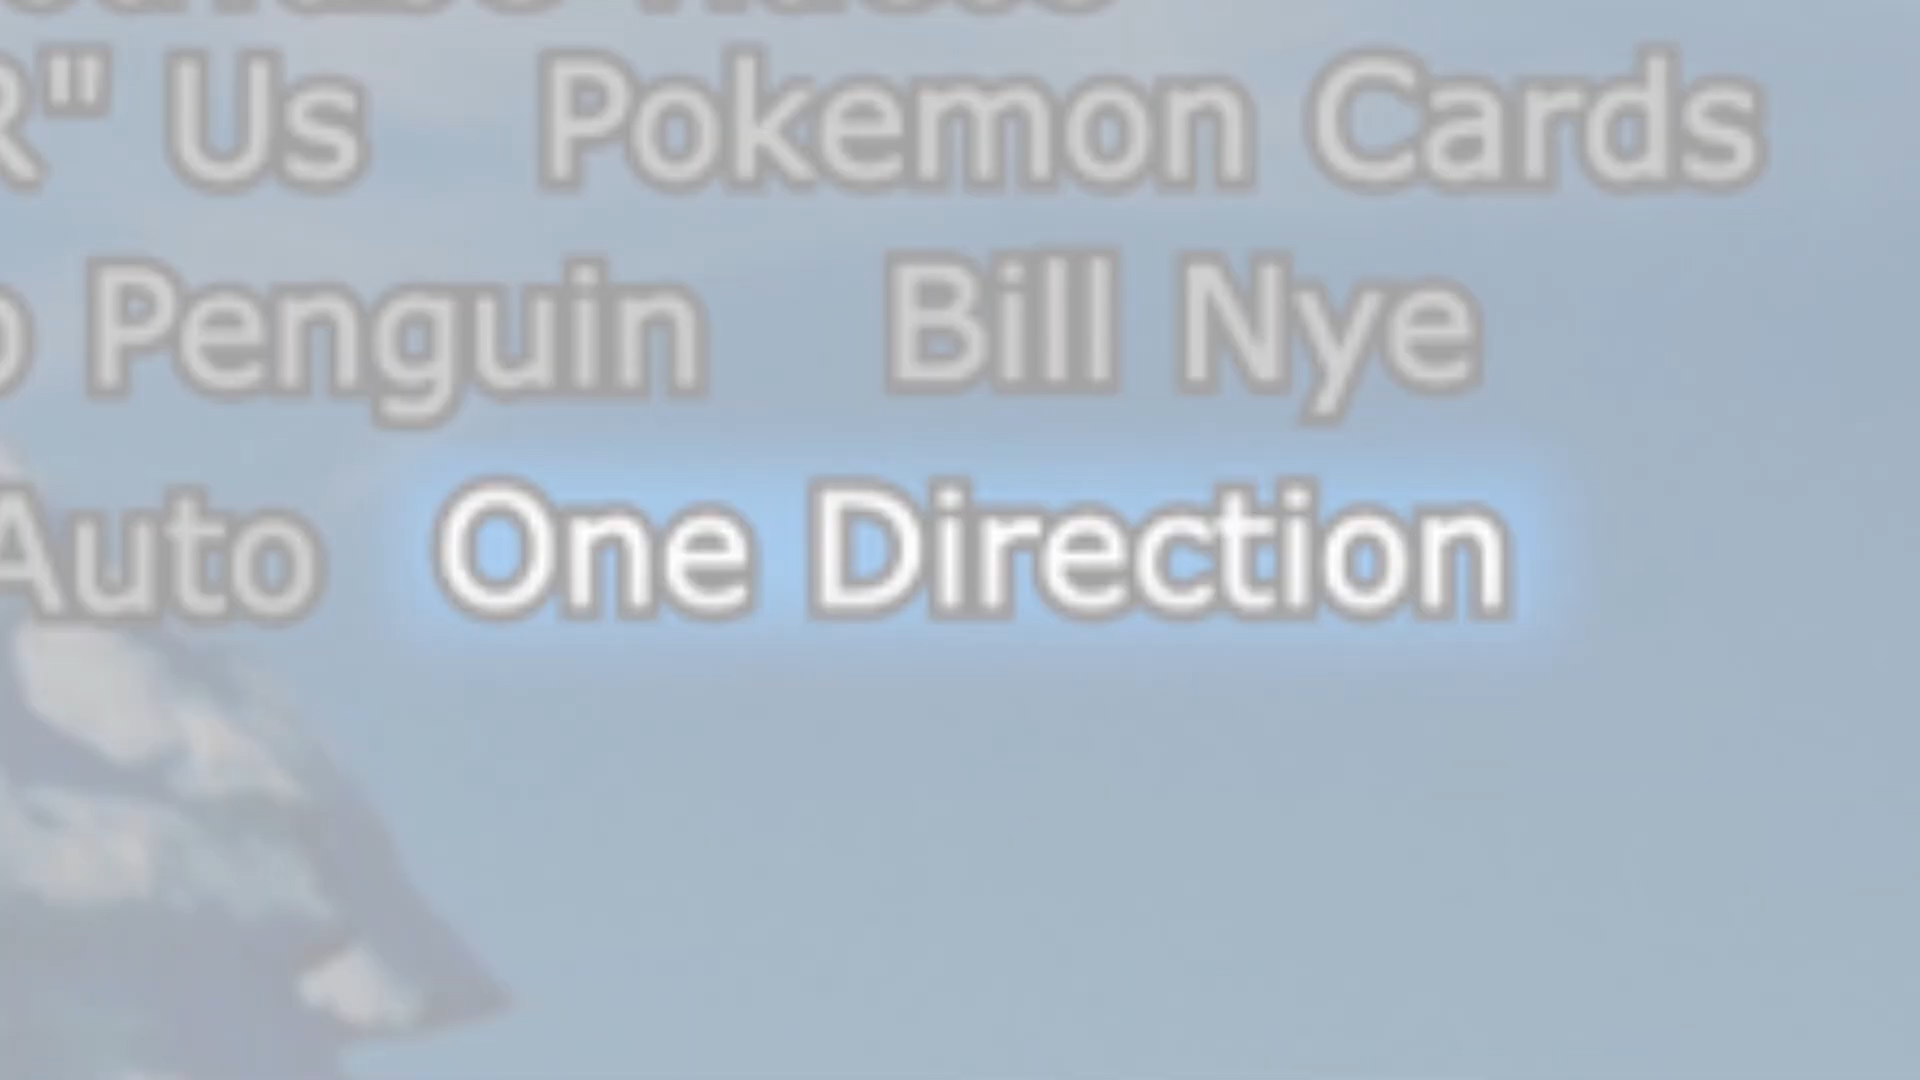 R" Us Pokemon Cards
Penguin Bill Nye
Auto One Direction